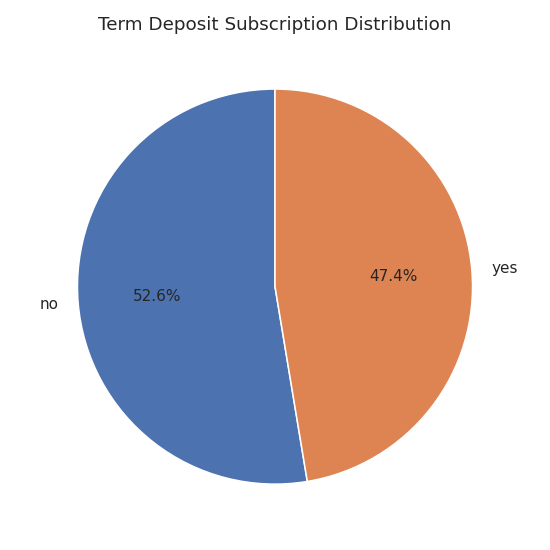 Term Deposit Subscription Distribution
yes
47.4%
52.6%
no